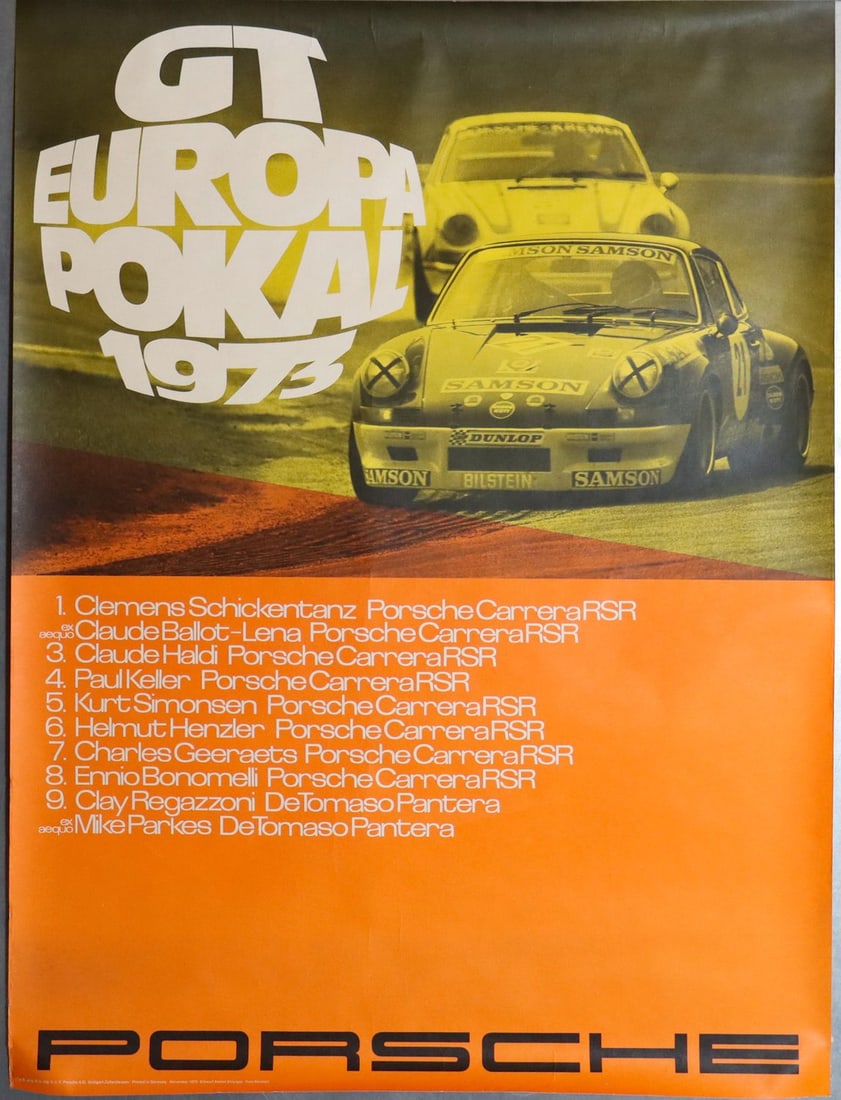 GT
EUROPA
POKAL
1973
MSON SAMSON
21
SAMSON
DUNLOP
SAMSON
BILSTEIN
SAMSON
21
1. Clemens Schickentanz Porsche Carrera RSR
ex aequo Claude Ballot-Lena Porsche Carrera RSR
3. Claude Haldi Porsche Carrera RSR
4. Paul Keller Porsche Carrera RSR
5. Kurt Simonsen Porsche Carrera RSR
6. Helmut Henzler Porsche Carrera RSR
7. Charles Geeraets Porsche Carrera RSR
8. Ennio Bonomelli Porsche Carrera RSR
9. Clay Regazzoni DeTomaso Pantera
ex aequo Mike Parkes DeTomaso Pantera
PORSCHE